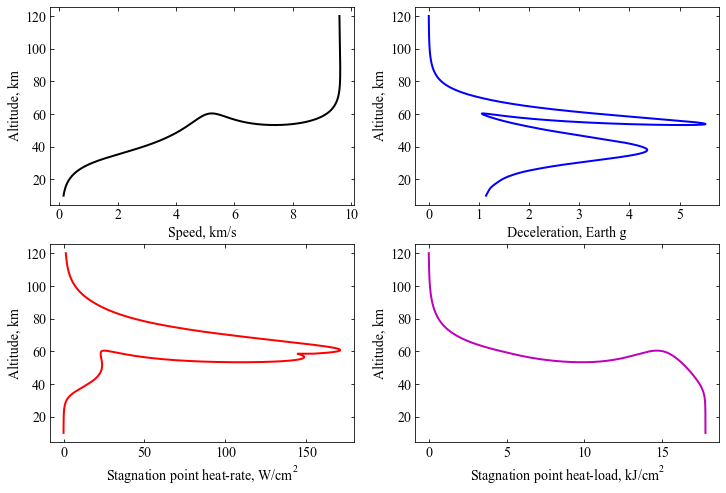 120
100
80
60
40
20
Altitude, km
0 2 4 6 8 10
Speed, km/s
120
100
80
60
40
20
Altitude, km
0 1 2 3 4 5
Deceleration, Earth g
120
100
80
60
40
20
Altitude, km
0 50 100 150
Stagnation point heat-rate, W/cm²
120
100
80
60
40
20
Altitude, km
0 5 10 15
Stagnation point heat-load, kJ/cm²